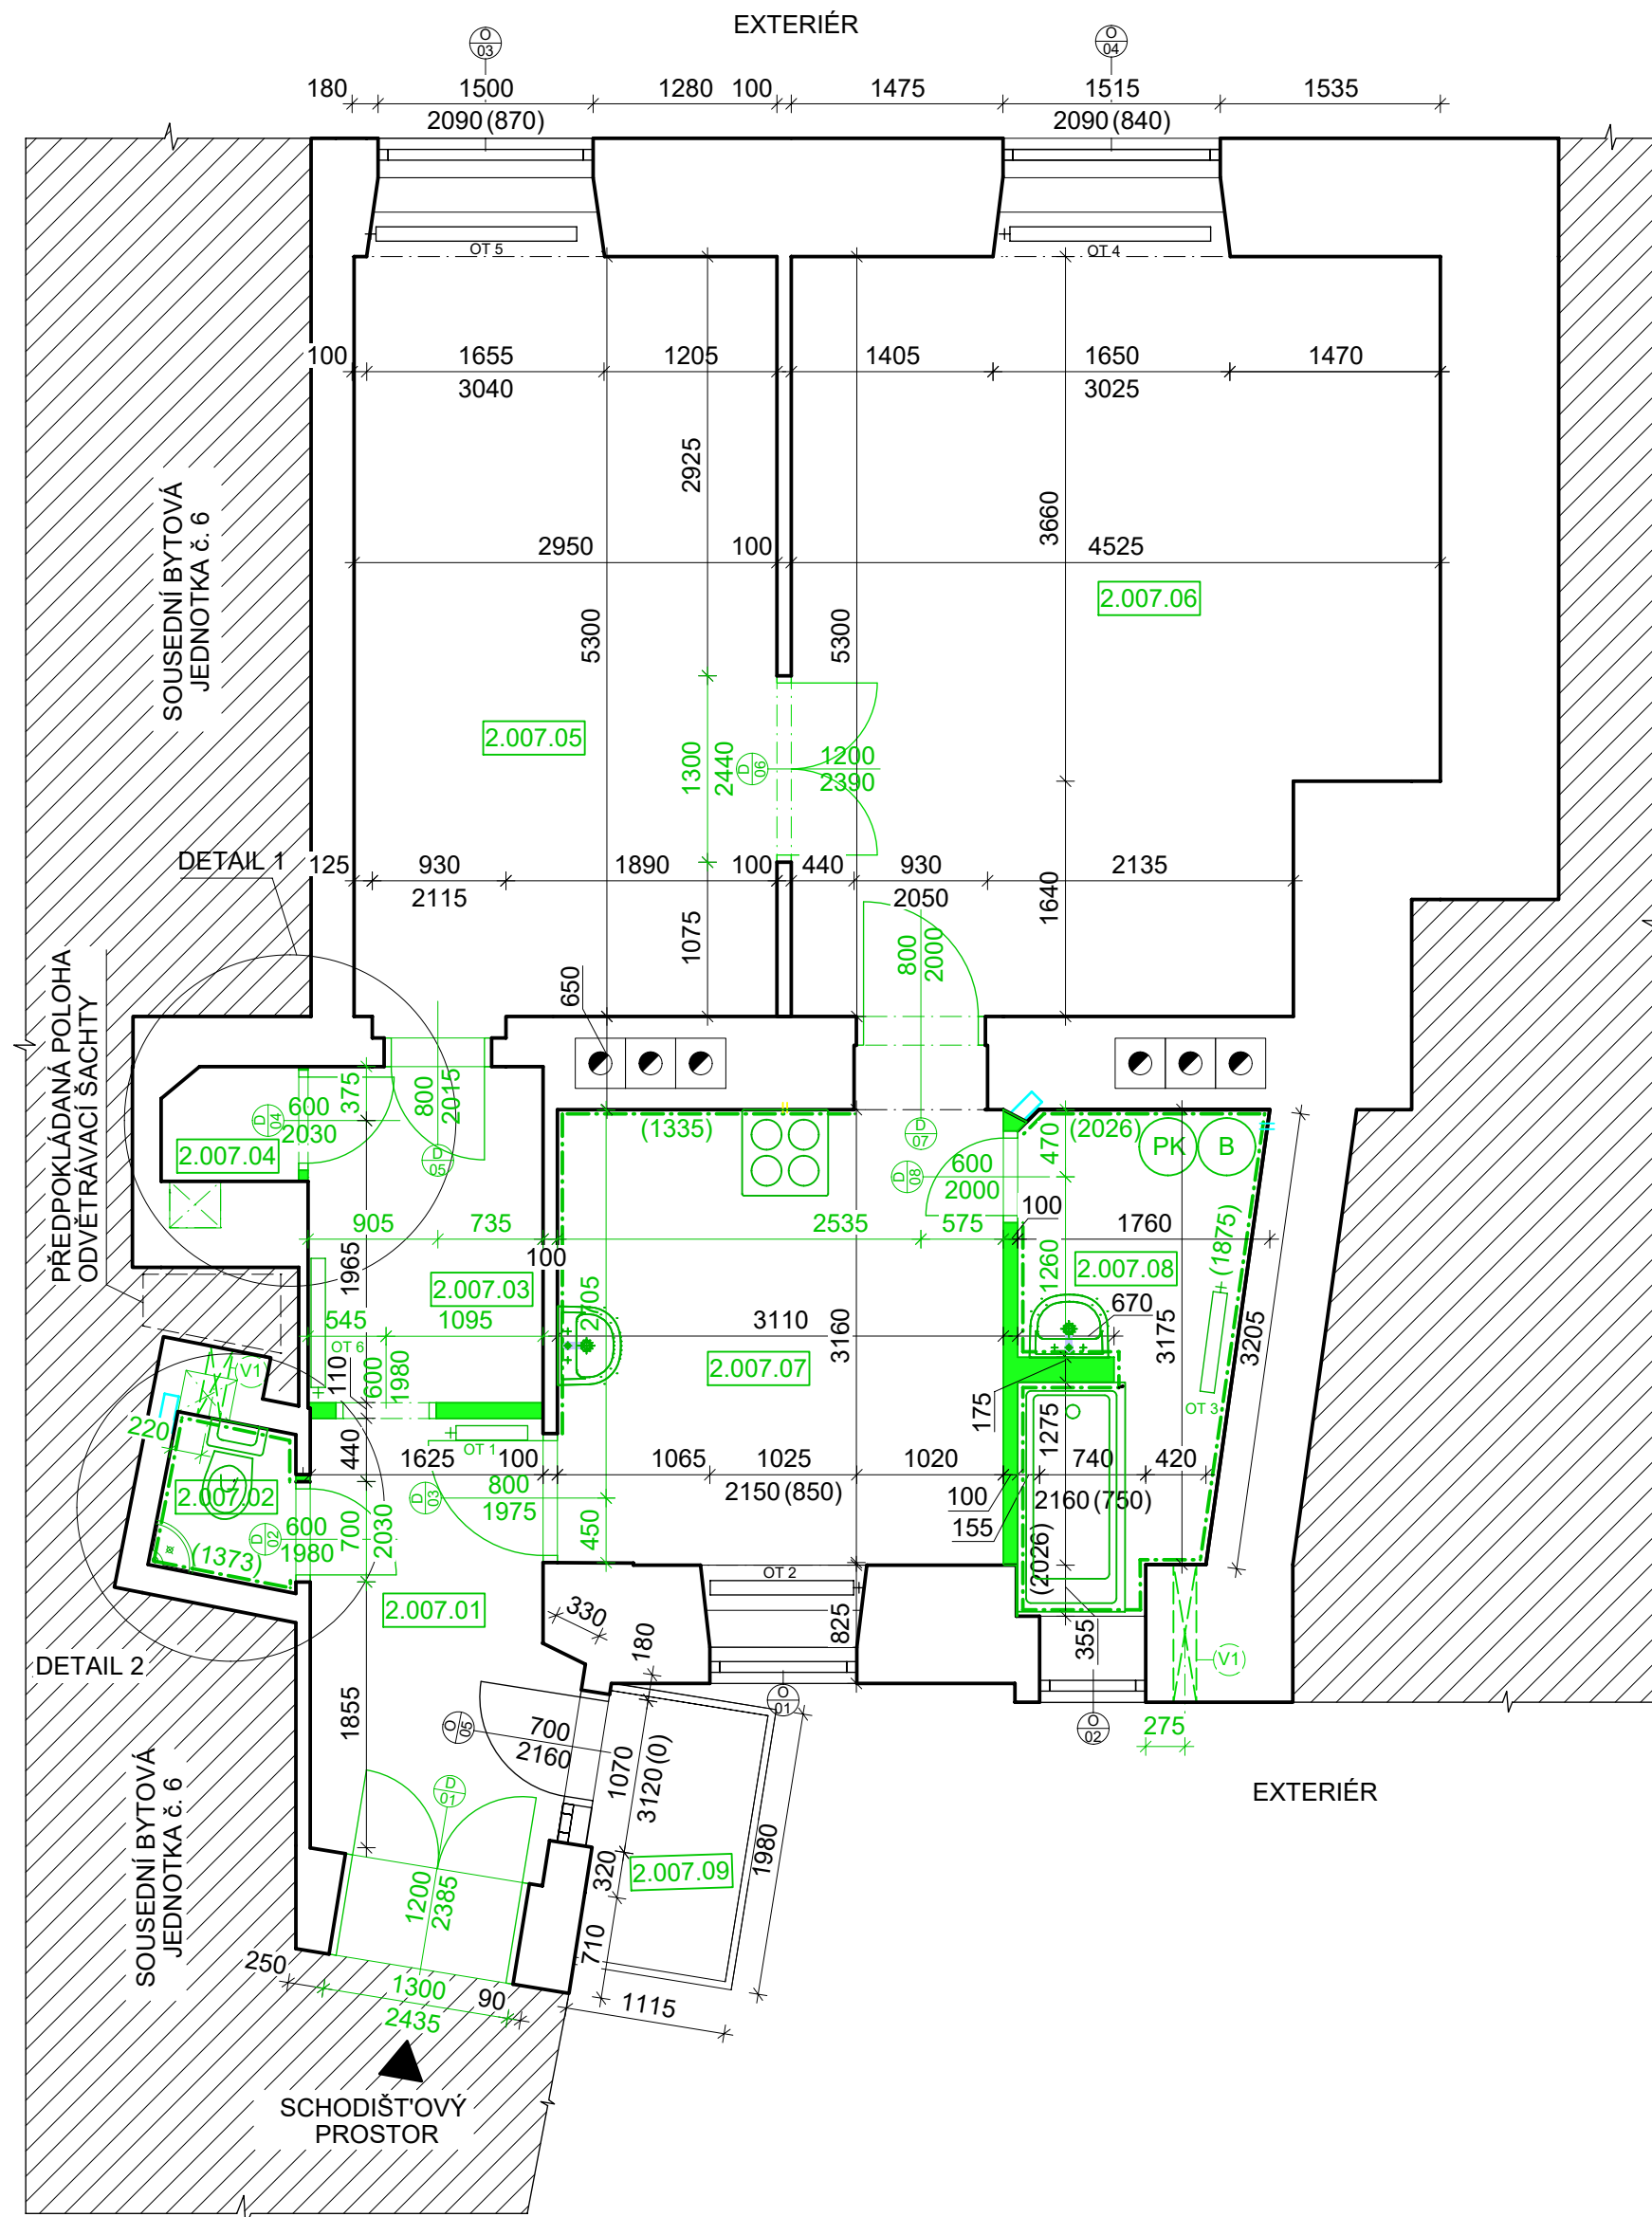 EXTERIÉR
O
03
O
04
180 1500 1280 100 1475 1515 1535
2090 (870) 2090 (840)
OT 5 OT 4
100 1655 1205 1405 1650 1470
3040 3025
2925
3660
SOUSEDNÍ BYTOVÁ
JEDNOTKA č. 6
2950 100 4525
2.007.06
5300 5300
2.007.05
1300
2440
D
06
1200
2390
DETAIL 1
125 930 1890 100 440 930 2135
2115 2050
1075
1640
800
2000
650
PŘEDPOKLÁDANÁ POLOHA
ODVĚTRÁVACÍ ŠACHTY
D
04
600
2030
375
800
2015
2.007.04
D
05
(1335)
D
07
D
08
600
2000
470
(2026)
PK B
905 735 2535 575
100
1760
100
1965
2.007.03
2705
1260
2.007.08
(1875)
545 1095
OT 6
3110
3160
670
3175
3205
2.007.07
V1
110
600
1980
220
440
OT 1
175
1275
OT 3
1625 100 1065 1025 1020 740 420
2150 (850)
2160 (750)
100
155
2.007.02
D
03
800
1975
450
D
02
600
1980
700
2030
(1373)
(2026)
OT 2
2.007.01
330
180
825
355
V1
DETAIL 2
O
01
O
02
275
1855
O
05
700
2160
1070
3120(0)
EXTERIÉR
SOUSEDNÍ BYTOVÁ
JEDNOTKA č. 6
D
01
1980
320
2.007.09
1200
2385
710
250
1300
2435
90
1115
SCHODIŠŤOVÝ
PROSTOR